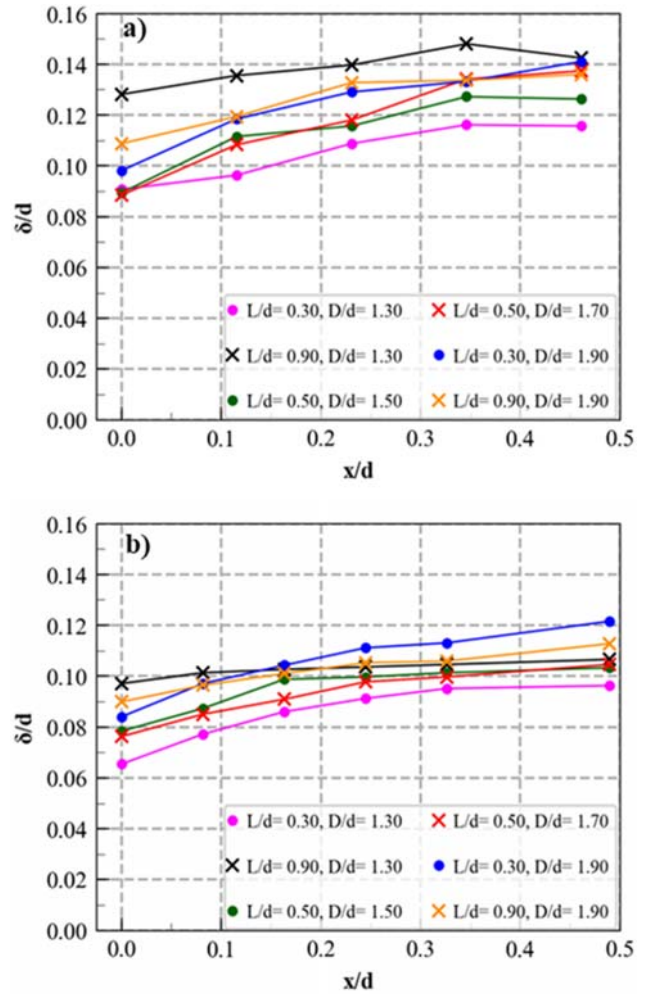 a)
0.16
0.14
0.12
0.10
0.08
0.06
0.04
0.02
0.00
δ/d
L/d= 0.30, D/d= 1.30
L/d= 0.50, D/d= 1.70
L/d= 0.90, D/d= 1.30
L/d= 0.30, D/d= 1.90
L/d= 0.50, D/d= 1.50
L/d= 0.90, D/d= 1.90
0.0 0.1 0.2 0.3 0.4 0.5
x/d
b)
0.16
0.14
0.12
0.10
0.08
0.06
0.04
0.02
0.00
δ/d
L/d= 0.30, D/d= 1.30
L/d= 0.50, D/d= 1.70
L/d= 0.90, D/d= 1.30
L/d= 0.30, D/d= 1.90
L/d= 0.50, D/d= 1.50
L/d= 0.90, D/d= 1.90
0.0 0.1 0.2 0.3 0.4 0.5
x/d